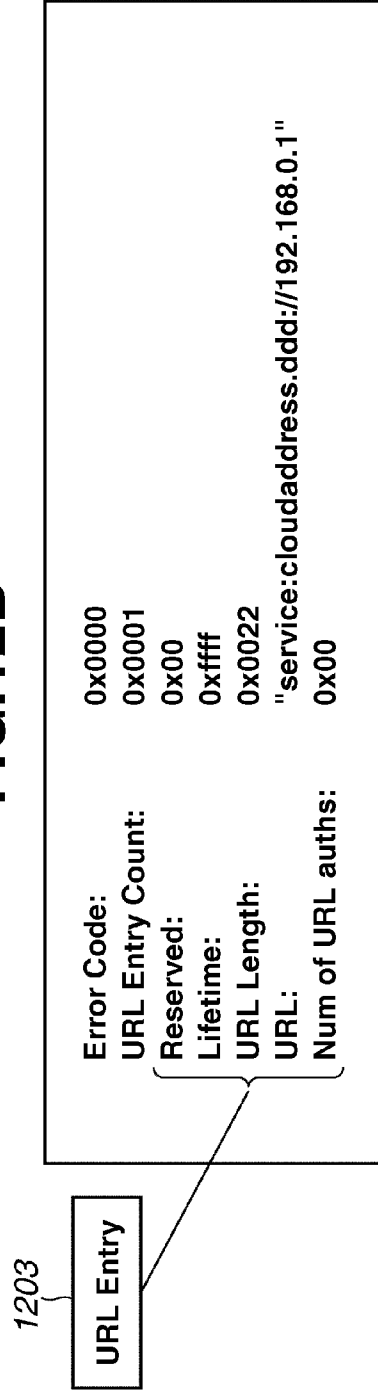 1203
URL Entry
Error Code: 0x0000
URL Entry Count: 0x0001
Reserved: 0x00
Lifetime: 0xffff
URL Length: 0x0022
URL: "service:cloudaddress.ddd://192.168.0.1"
Num of URL auths: 0x00